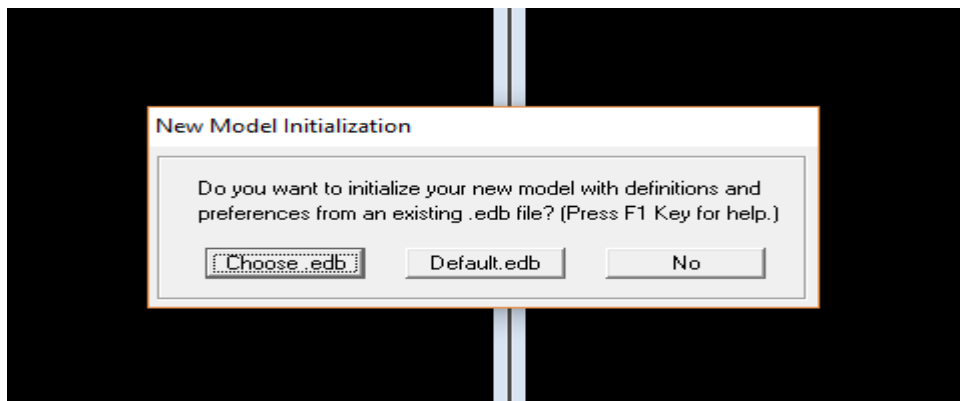 New Model Initialization
Do you want to initialize your new model with definitions and
preferences from an existing .edb file? (Press F1 Key for help.)
Choose .edb Default.edb No